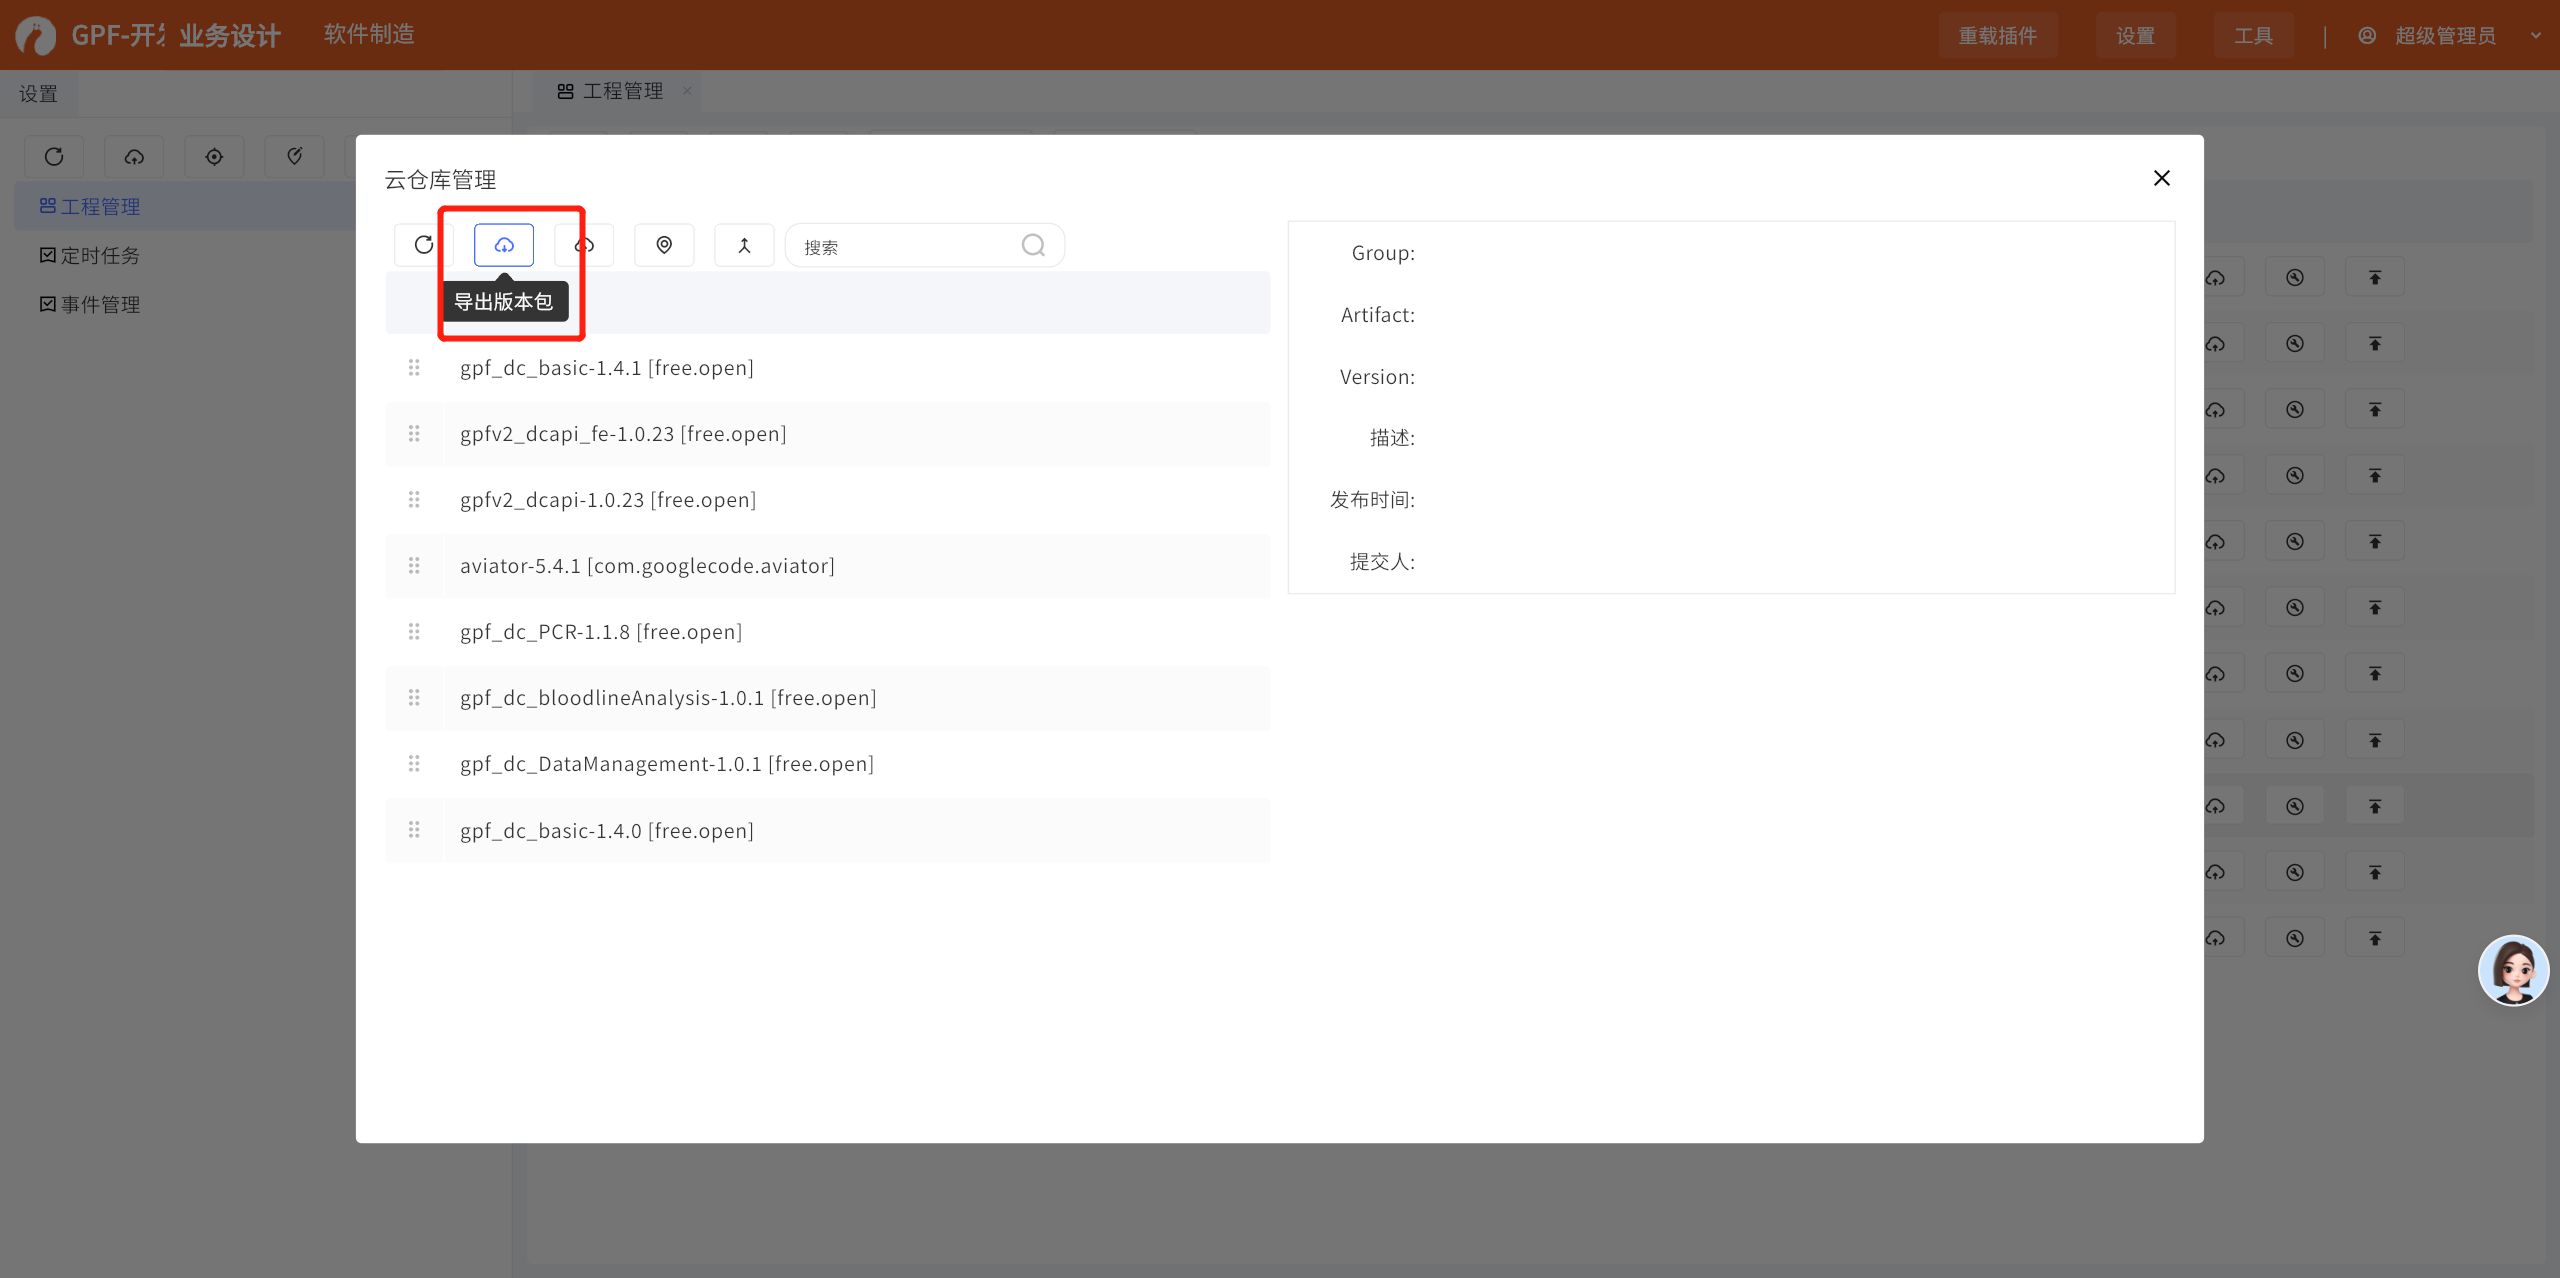 GPF-开发
业务设计
软件制造
重载插件
设置
工具
超级管理员
设置
工程管理
工程管理
定时任务
事件管理
云仓库管理
搜索
导出版本包
gpf_dc_basic-1.4.1 [free.open]
gpfv2_dcapi_fe-1.0.23 [free.open]
gpfv2_dcapi-1.0.23 [free.open]
aviator-5.4.1 [com.googlecode.aviator]
gpf_dc_PCR-1.1.8 [free.open]
gpf_dc_bloodlineAnalysis-1.0.1 [free.open]
gpf_dc_DataManagement-1.0.1 [free.open]
gpf_dc_basic-1.4.0 [free.open]
Group:
Artifact:
Version:
描述:
发布时间:
提交人: